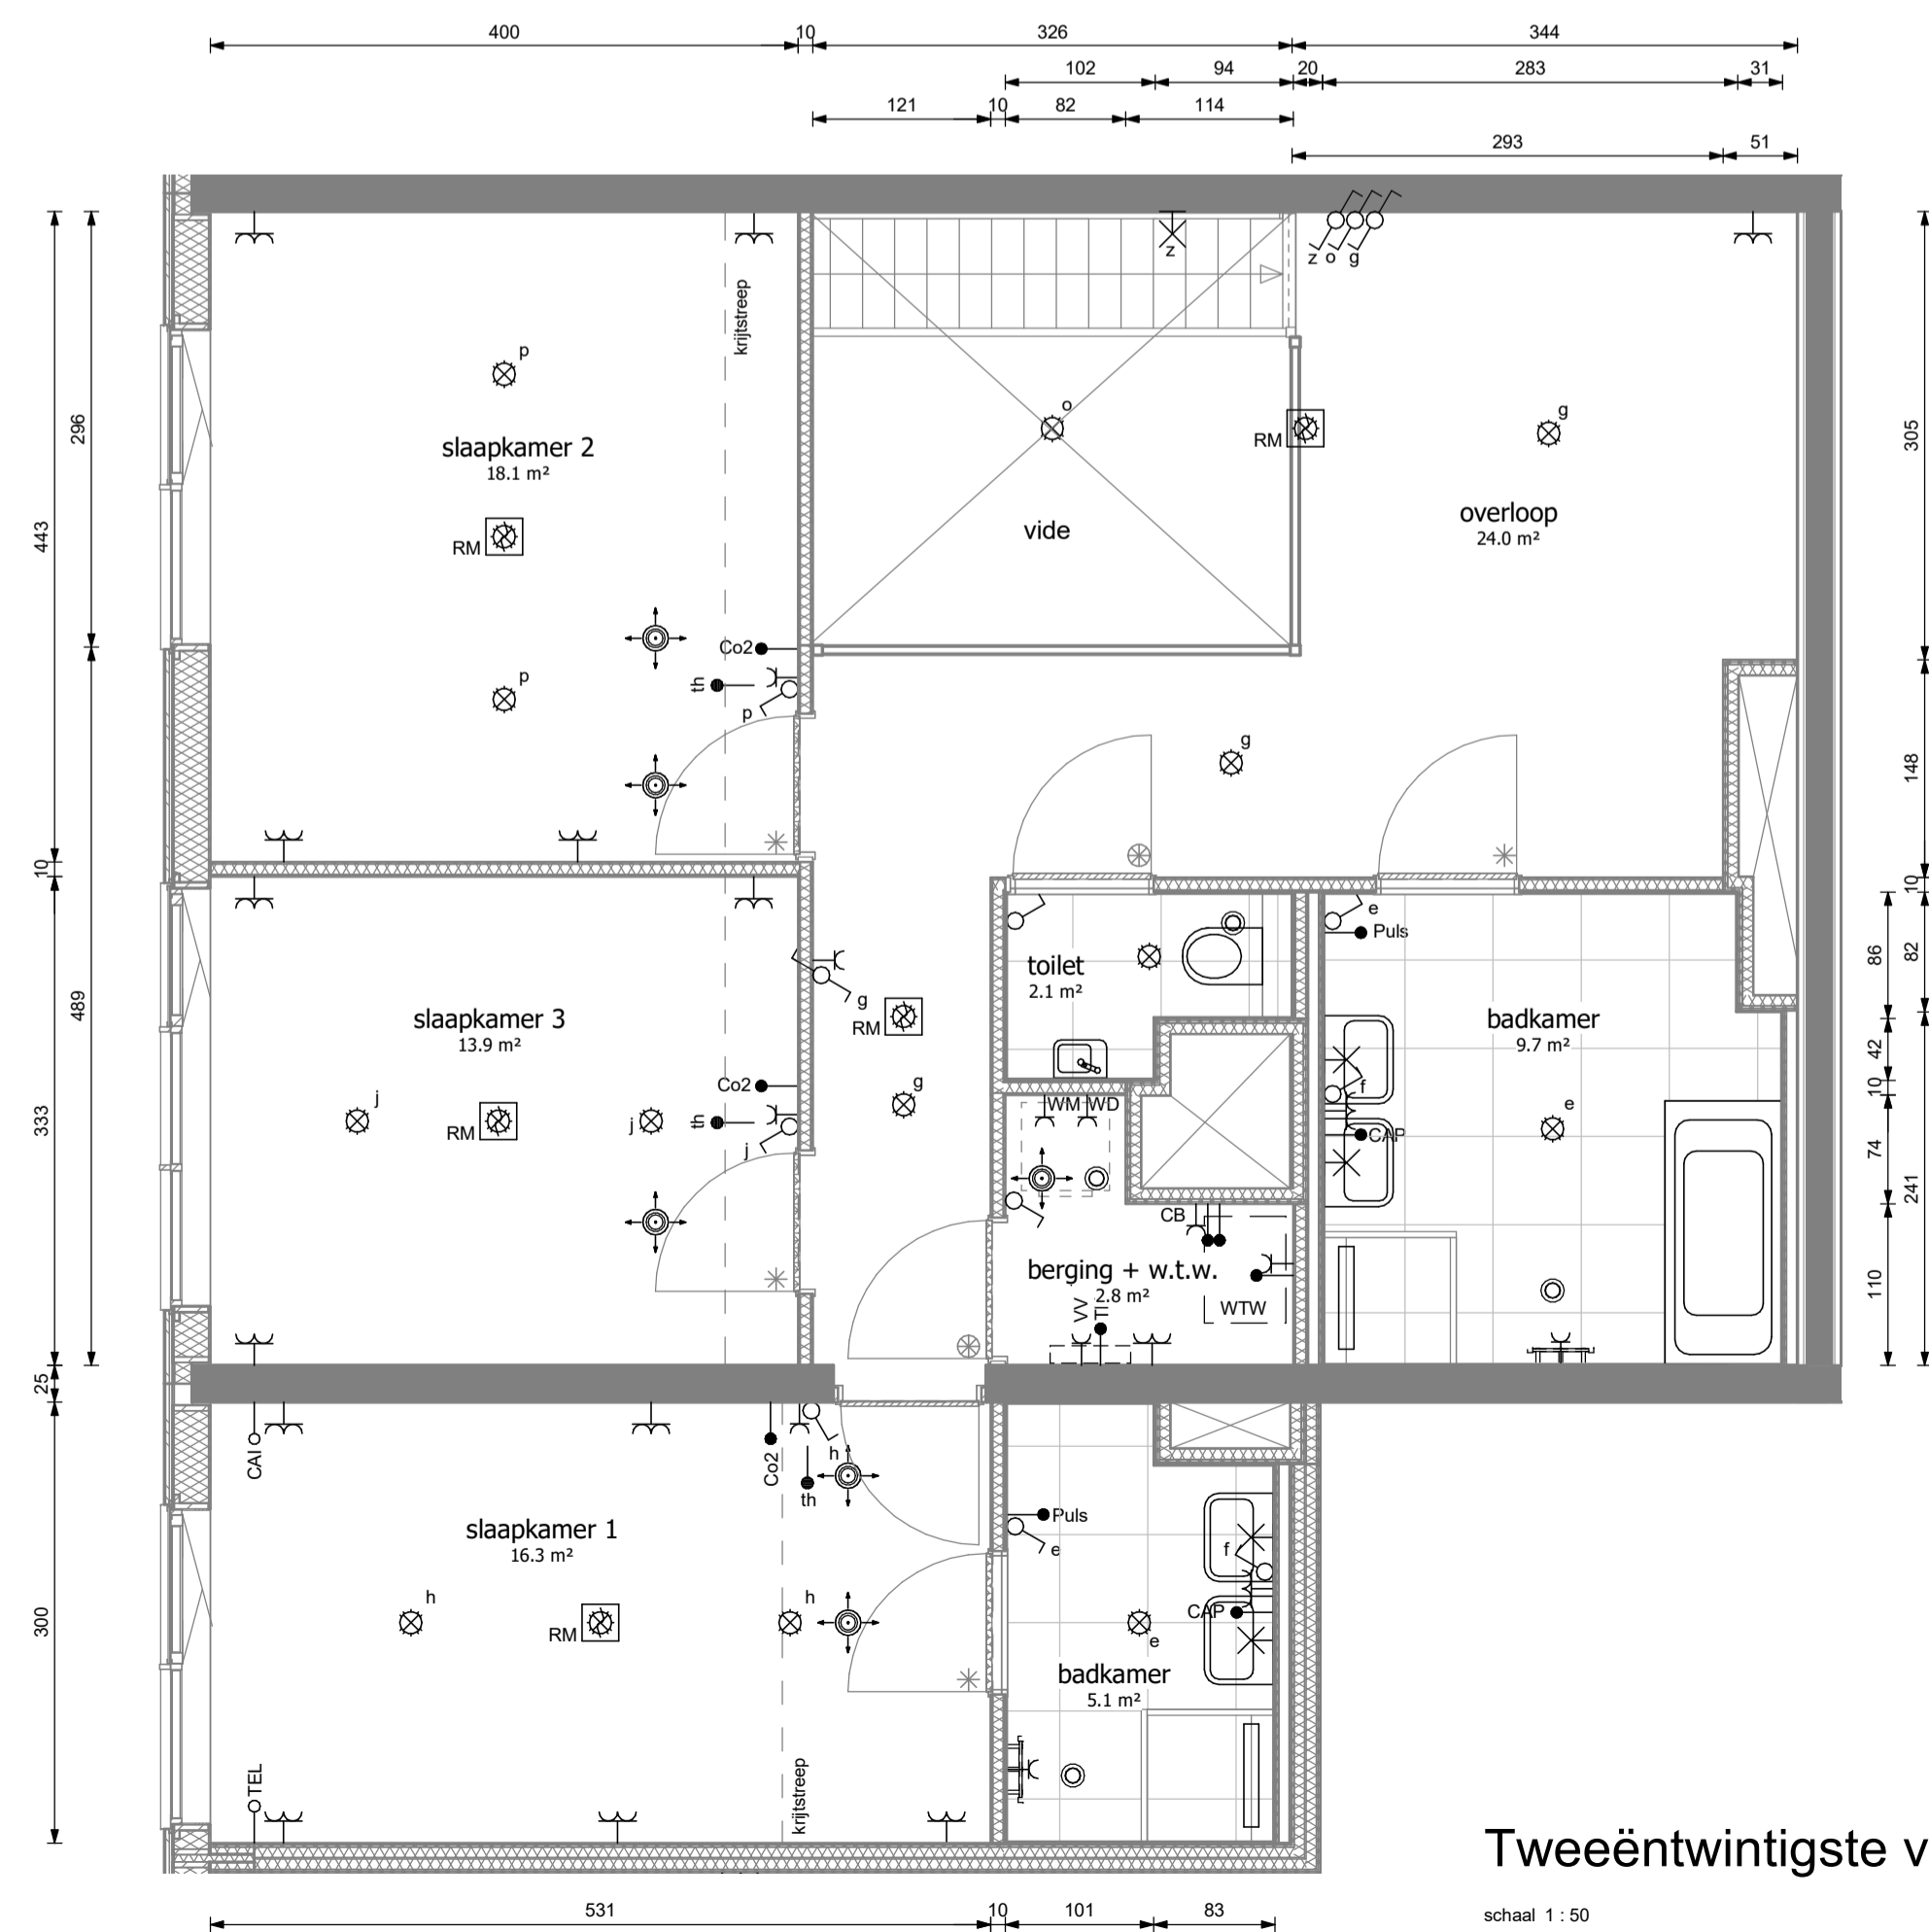 400
10
326
344
102
94
20
283
31
121
10
82
114
293
51
z
z
o
g
krijtstreep
p
o
g
296
443
305
slaapkamer 2
18.1 m²
RM
vide
overloop
24.0 m²
RM
Co2
th
p
p
g
148
10
10
toilet
2.1 m²
e
Puls
86
82
slaapkamer 3
13.9 m²
g
RM
badkamer
9.7 m²
489
333
42
10
Co2
th
j
j
j
RM
g
WM
WD
f
CAP
e
74
241
CB
berging + w.t.w.
2.8 m²
VV
WTW
110
25
CAI
Co2
h
th
slaapkamer 1
16.3 m²
Puls
e
f
CAP
300
h
RM
h
e
badkamer
5.1 m²
TEL
krijtstreep
Tweeëntwintigste v
531
10
101
83
schaal 1 : 50